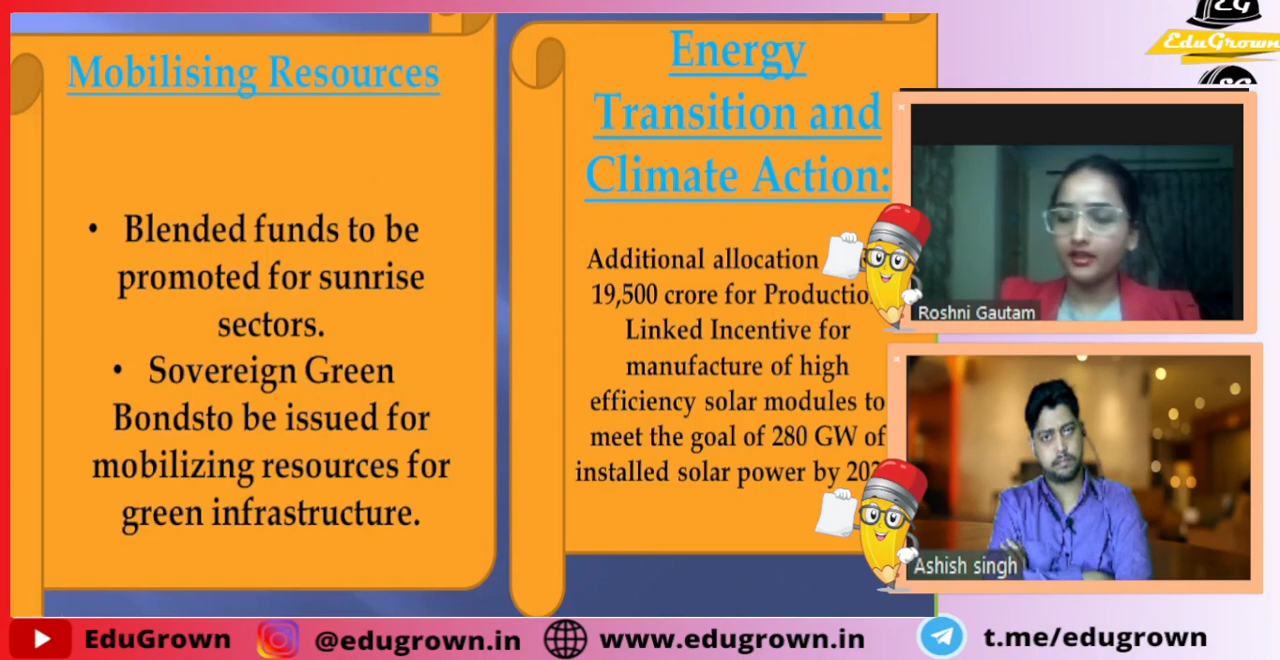 Mobilising Resources
• Blended funds to be
promoted for sunrise
sectors.
• Sovereign Green
Bondsto be issued for
mobilizing resources for
green infrastructure.
Energy
Transition and
Climate Action:
Additional allocation
19,500 crore for
Linked Incentive for
manufacture of high
efficiency solar modules to
meet the goal of 280 GW of
installed solar power by
EG
EduGrown
Roshni Gautam
Ashish singh
EduGrown
@edugrown.in
www.edugrown.in
t.me/edugrown